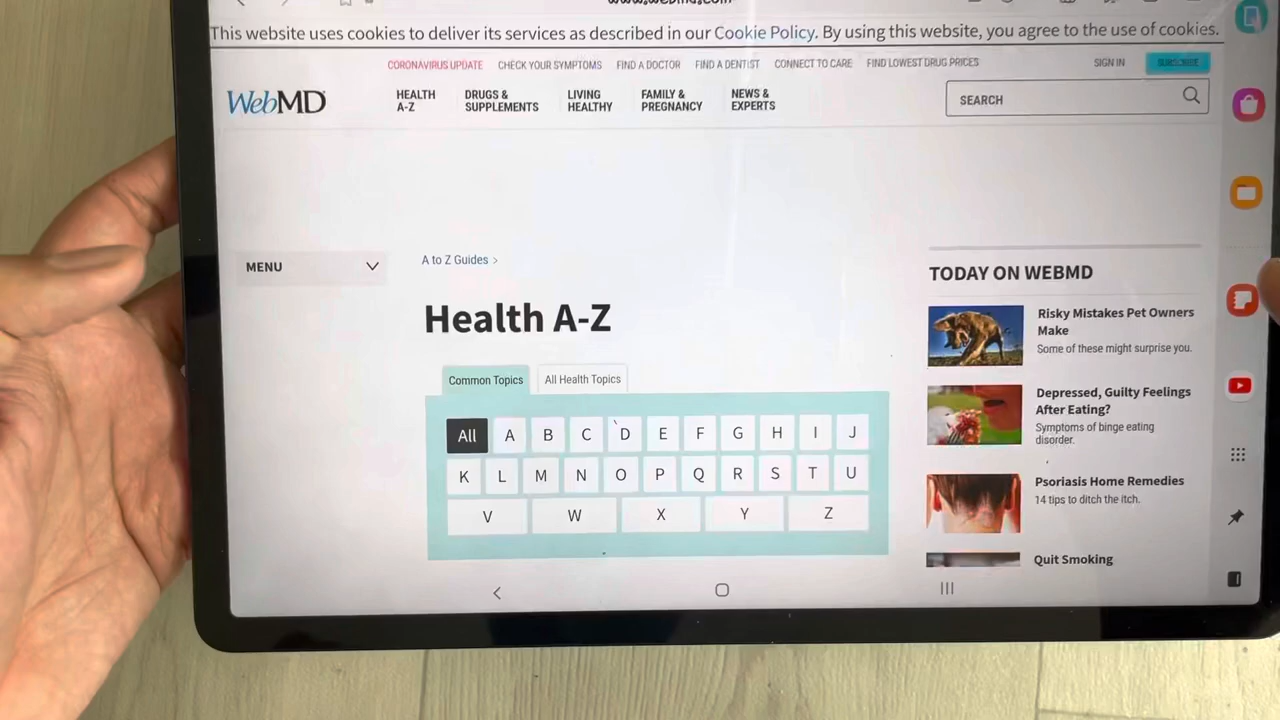 This website uses cookies to deliver its services as described in our Cookie Policy. By using this website, you agree to the use of cookies.
CORONAVIRUS UPDATE CHECK YOUR SYMPTOMS FIND A DOCTOR FIND A DENTIST CONNECT TO CARE FIND LOWEST DRUG PRICES SIGN IN SUBSCRIBE
WebMD
HEALTH
A-Z
DRUGS &
SUPPLEMENTS
LIVING
HEALTHY
FAMILY &
PREGNANCY
NEWS &
EXPERTS
SEARCH
MENU
A to Z Guides >
Health A-Z
Common Topics All Health Topics
All A B C D E F G H I J
K L M N O P Q R S T U
V W X Y Z
TODAY ON WEBMD
Risky Mistakes Pet Owners
Make
Some of these might surprise you.
Depressed, Guilty Feelings
After Eating?
Symptoms of binge eating
disorder.
Psoriasis Home Remedies
14 tips to ditch the itch.
Quit Smoking